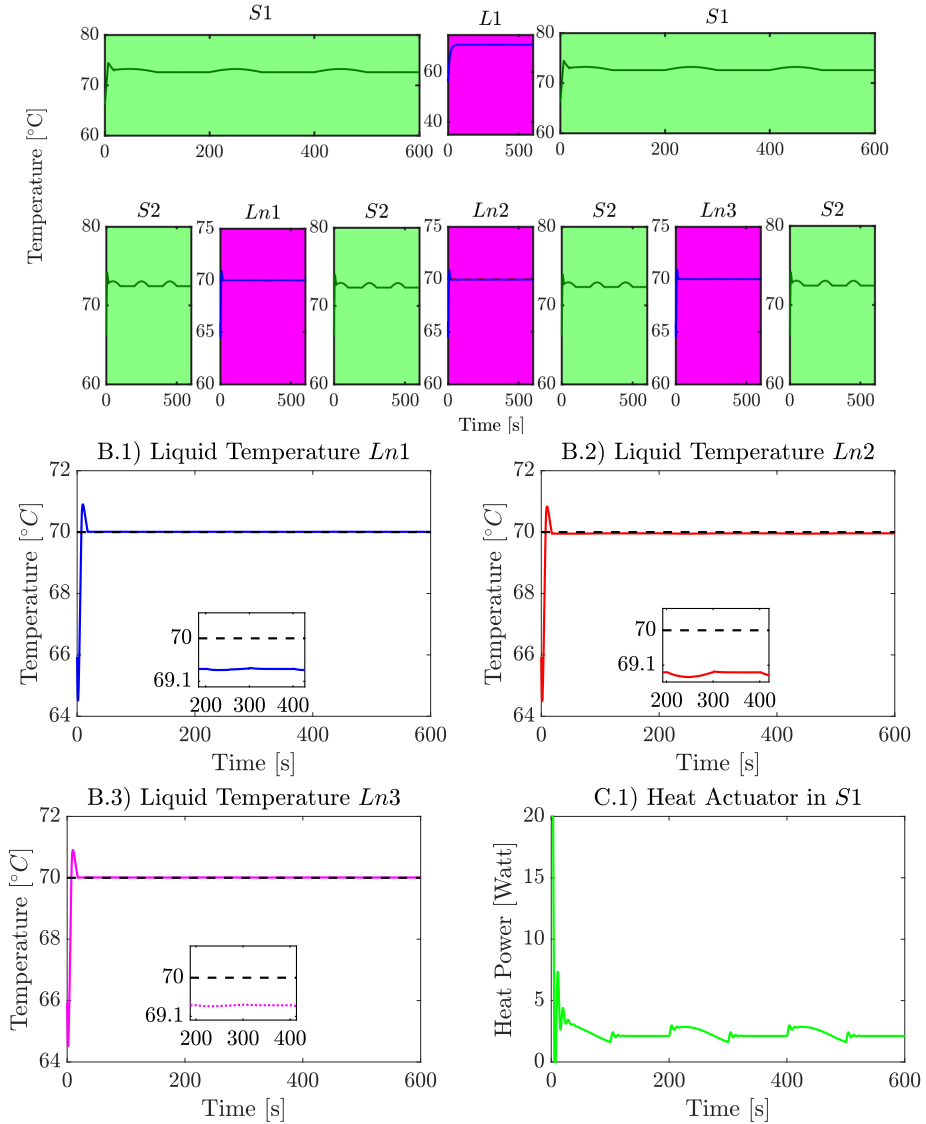 S1 L1 S1
80 80
70 60 70
60 40 60
0 200 400 600 0 500 0 200 400 600
Temperature [°C]
S2 Ln1 S2 Ln2 S2 Ln3 S2
80 75 80 75 80 75 80
70 70 70 70 70 70 70
65 65 65
60 60 60 60 60 60 60
0 500 0 500 0 500 0 500 0 500 0 500 0 500
Time [s]
B.1) Liquid Temperature Ln1
72
70
68
66
64
0 200 400 600
Temperature [°C]
Time [s]
70
69.1
200 300 400
B.2) Liquid Temperature Ln2
72
70
68
66
64
0 200 400 600
Temperature [°C]
Time [s]
70
69.1
200 300 400
B.3) Liquid Temperature Ln3
72
70
68
66
64
0 200 400 600
Temperature [°C]
Time [s]
70
69.1
200 300 400
C.1) Heat Actuator in S1
20
15
10
5
0
0 200 400 600
Heat Power [Watt]
Time [s]